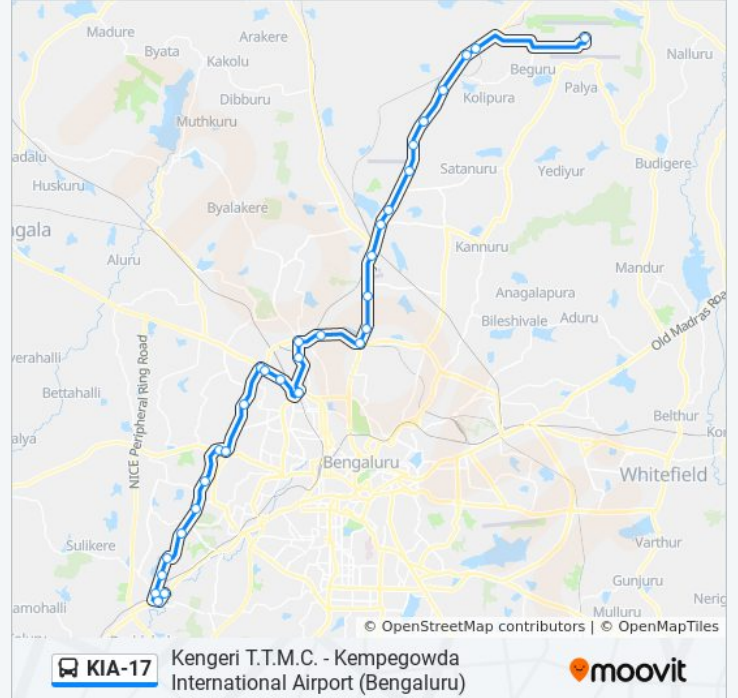 Madure
Arakere
Byata
Kakolu
Nalluru
Beguru
Dibburu
Kolipura
Palya
Muthkuru
adalu
Satanuru
Yediyur
Budigere
Huskuru
Byalakere
ngala
Kannuru
Aluru
Mandur
Anagalapura
Bileshivale
Aduru
Old Madras Roa
verahalli
NICE Peripheral Ring Road
Bettahalli
Belthur
alya
Kor
Bengaluru
Whitefield
Sulikere
Varthur
Gunjuru
Nerig
amohalli
Mulluru
© OpenStreetMap contributors | © OpenMapTiles
KIA-17
Kengeri T.T.M.C. - Kempegowda
International Airport (Bengaluru)
moovit